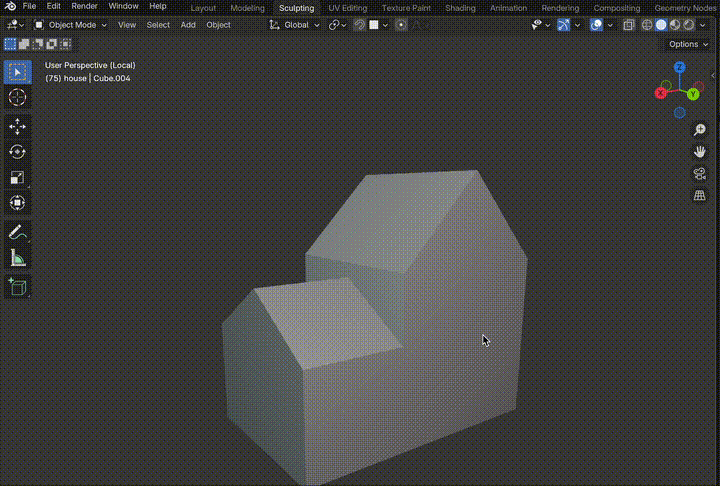 File Edit Render Window Help Layout Modeling Sculpting UV Editing Texture Paint Shading Animation Rendering Compositing Geometry Nodes
Object Mode View Select Add Object Global
Options
User Perspective (Local)
(75) house | Cube.004
Z
X
Y